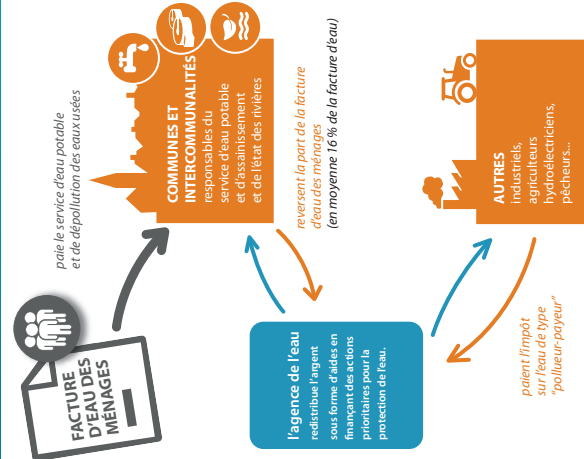 FACTURE
D'EAU DES
MÉNAGES
paie le service d'eau potable
et de dépollution des eaux usées
COMMUNES ET
INTERCOMMUNALITÉS
responsables du
service d'eau potable
et d'assainissement
et de l'état des rivières
reversent la part de la facture
d'eau des ménages
(en moyenne 16 % de la facture d'eau)
l'agence de l'eau
redistribue l'argent
sous forme d'aides en
finançant des actions
prioritaires pour la
protection de l'eau.
paient l'impôt
sur l'eau de type
"pollueur-payeur"
AUTRES
industriels,
agriculteurs
hydroélectriciens,
pêcheurs...